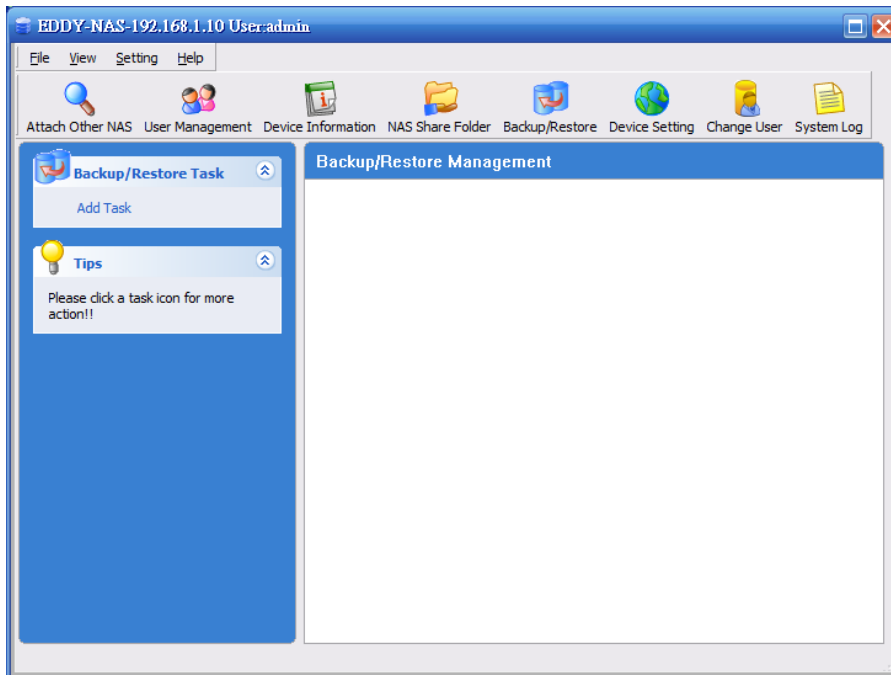 EDDY-NAS-192.168.1.10 User:admin
File View Setting Help
Attach Other NAS User Management Device Information NAS Share Folder Backup/Restore Device Setting Change User System Log
Backup/Restore Task
Add Task
Tips
Please click a task icon for more
action!!
Backup/Restore Management